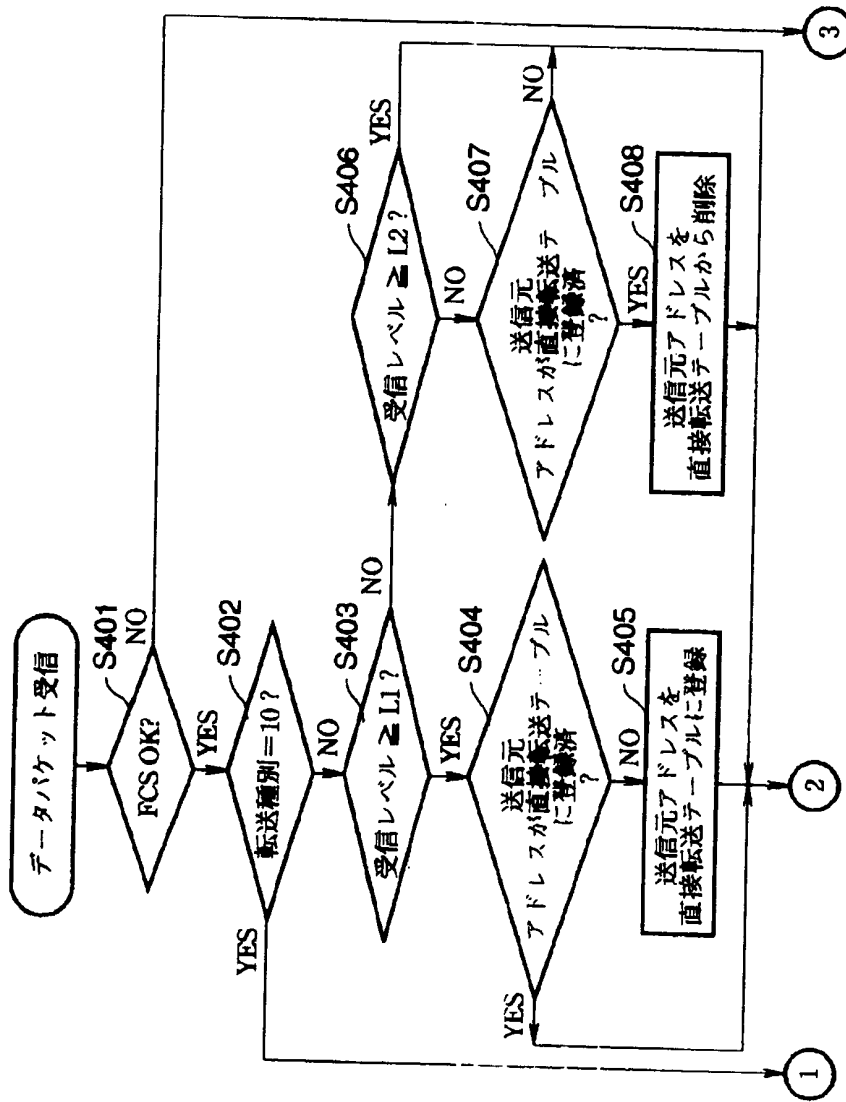 データパケット受信
S401
FCS OK?
NO
YES
S402
転送種別=10?
YES
NO
S403
受信レベル ≧ L1?
NO
YES
S406
受信レベル ≧ L2?
YES
NO
S404
送信元
アドレスが直接転送テ…ブル
に登録済
?
YES
NO
S407
送信元
アドレスが直接転送テ ブル
に登録済
?
NO
YES
S405
送信元アドレスを
直接転送テーブルに登録
S408
送信元アドレスを
直接転送テーブルから削除
1
2
3